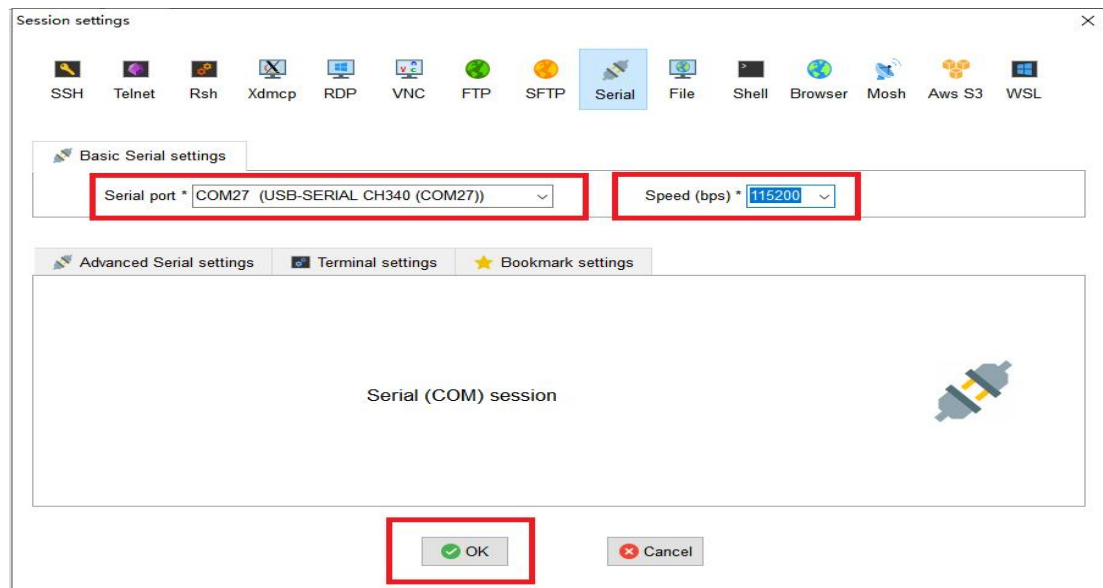 Session settings
SSH Telnet Rsh Xdmcp RDP VNC FTP SFTP Serial File Shell Browser Mosh Aws S3 WSL
Basic Serial settings
Serial port * COM27 (USB-SERIAL CH340 (COM27)) Speed (bps) * 115200
Advanced Serial settings Terminal settings Bookmark settings
Serial (COM) session
OK Cancel